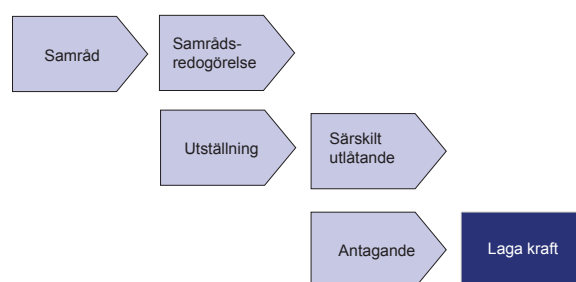 Samråd
Samråds-
redogörelse
Utställning
Särskilt
utlåtande
Antagande
Laga kraft